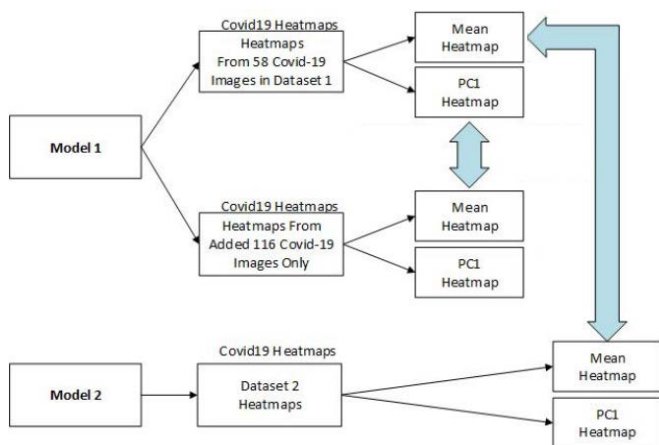 Covid19 Heatmaps
Heatmaps
From 58 Covid-19
Images in Dataset 1
Mean
Heatmap
PC1
Heatmap
Model 1
Covid19 Heatmaps
Heatmaps From
Added 116 Covid-19
Images Only
Mean
Heatmap
PC1
Heatmap
Covid19 Heatmaps
Model 2
Dataset 2
Heatmaps
Mean
Heatmap
PC1
Heatmap